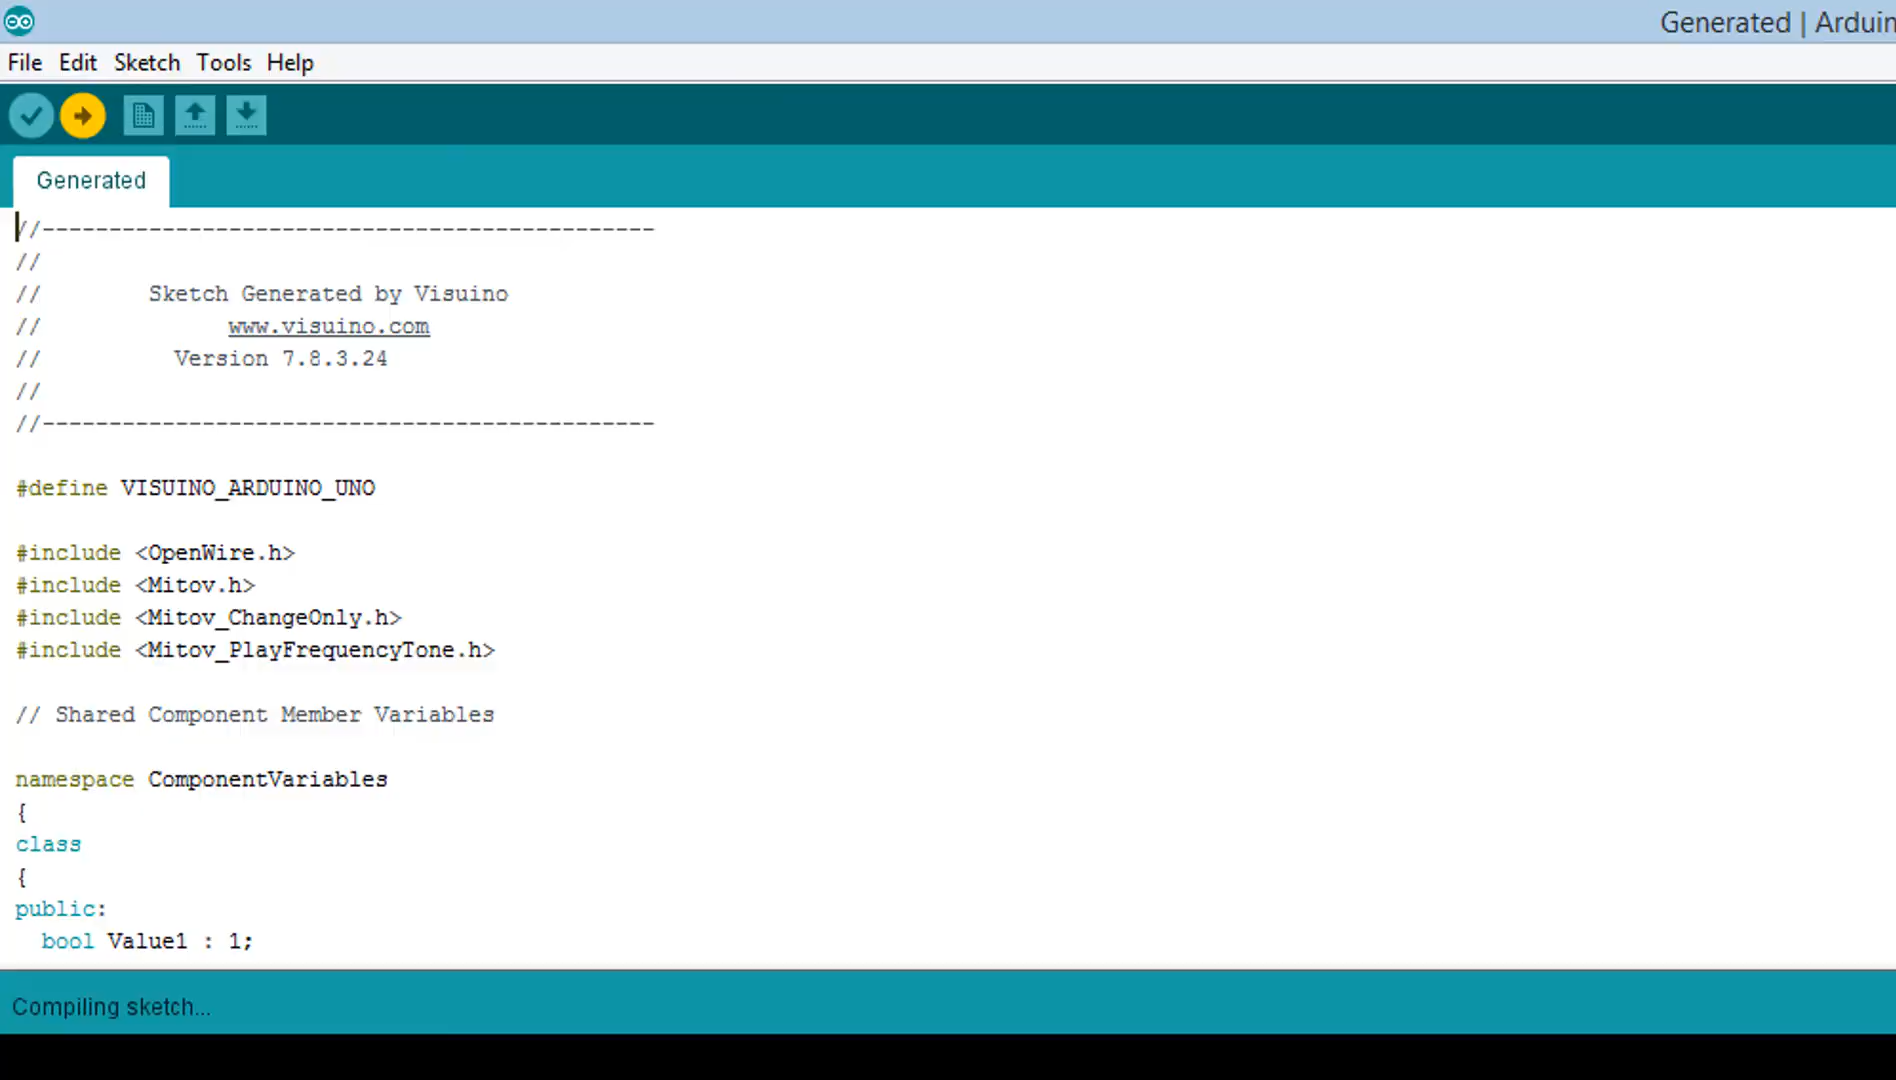 Generated | Arduin
File Edit Sketch Tools Help
Generated
//----------------------------------------------
//
// Sketch Generated by Visuino
// www.visuino.com
// Version 7.8.3.24
//
//----------------------------------------------
#define VISUINO_ARDUINO_UNO
#include <OpenWire.h>
#include <Mitov.h>
#include <Mitov_ChangeOnly.h>
#include <Mitov_PlayFrequencyTone.h>
// Shared Component Member Variables
namespace ComponentVariables
{
class
{
public:
bool Value1 : 1;
Compiling sketch...